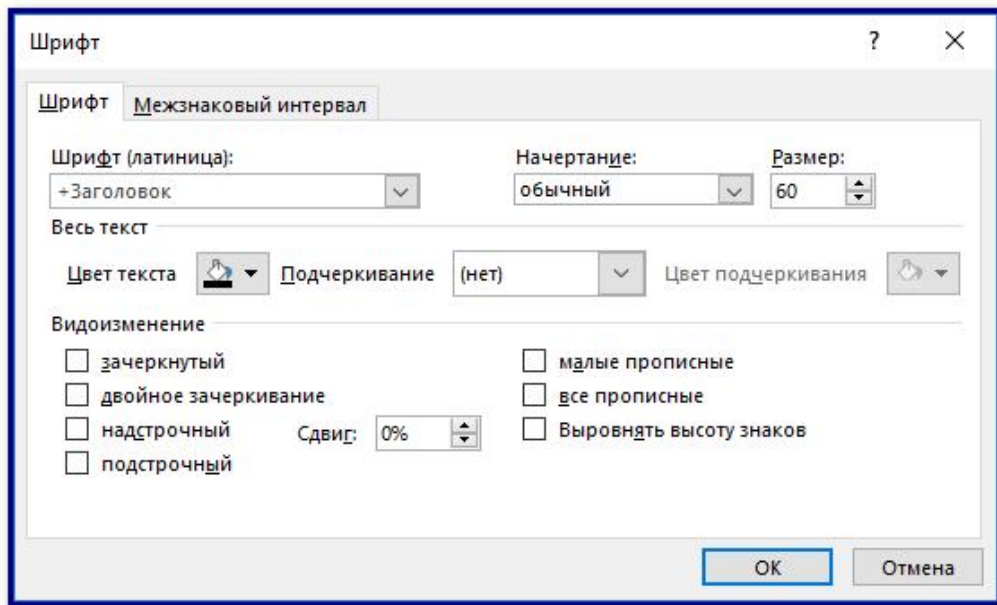 Шрифт ?
Шрифт Межзнаковый интервал
Шрифт (латиница): Начертание: Размер:
+Заголовок обычный 60
Весь текст
Цвет текста Подчеркивание (нет) Цвет подчеркивания
Видоизменение
зачеркнутый малые прописные
двойное зачеркивание все прописные
надстрочный Сдвиг: 0% Выровнять высоту знаков
подстрочный
ОК Отмена